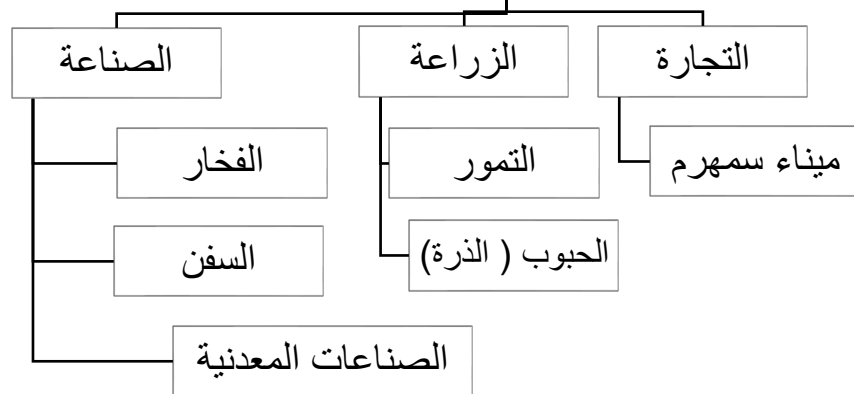 التجارة
الزراعة
الصناعة
ميناء سمهرم
التمور
الفخار
الحبوب ( الذرة)
السفن
الصناعات المعدنية